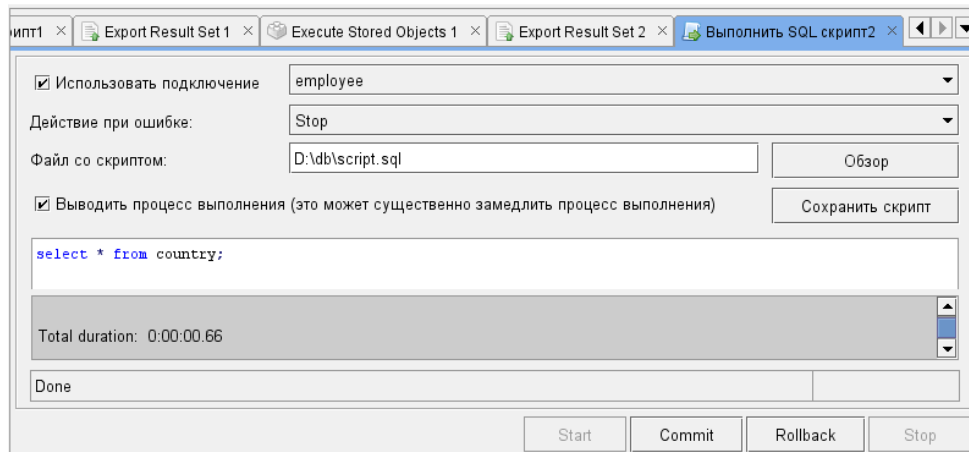 ипт1 Export Result Set 1 Execute Stored Objects 1 Export Result Set 2 Выполнить SQL скрипт2
Использовать подключение employee
Действие при ошибке: Stop
Файл со скриптом: D:\db\script.sql Обзор
Выводить процесс выполнения (это может существенно замедлить процесс выполнения) Сохранить скрипт
select * from country;
Total duration: 0:00:00.66
Done
Start Commit Rollback Stop